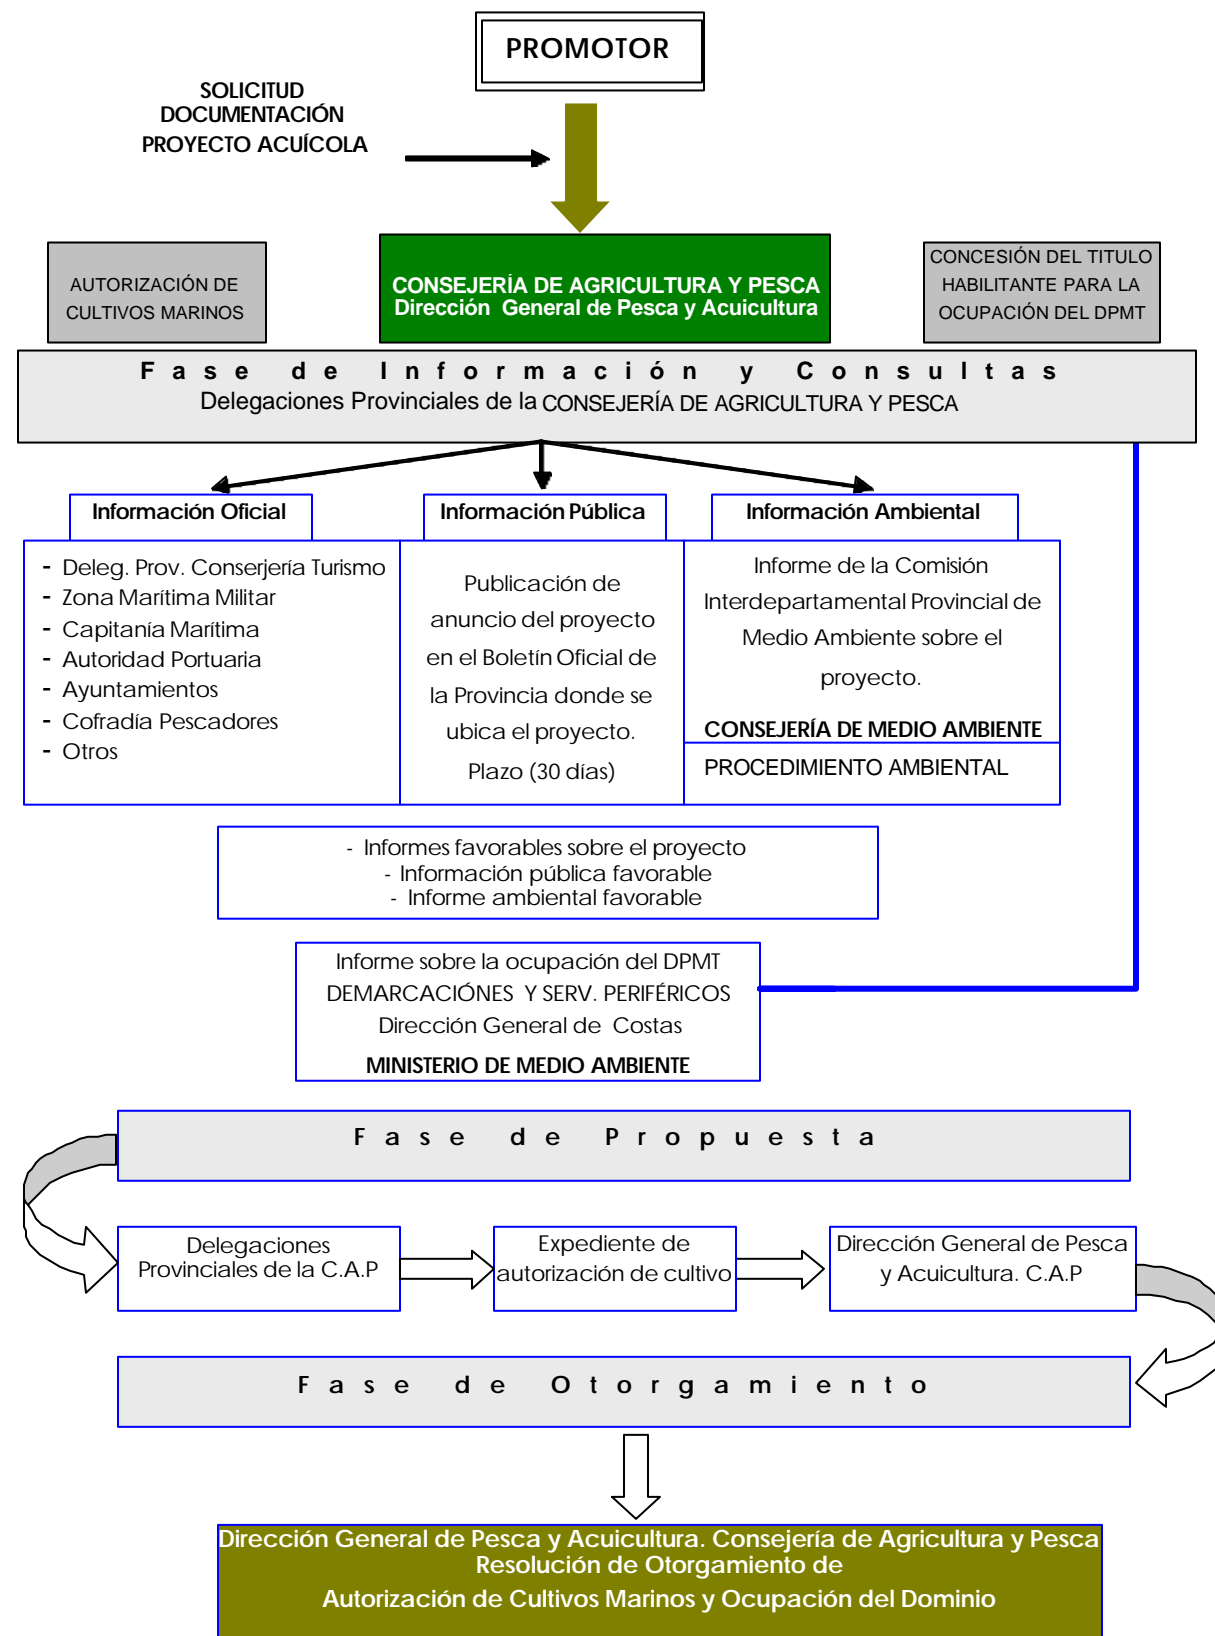 PROMOTOR
SOLICITUD
DOCUMENTACIÓN
PROYECTO ACUÍCOLA
AUTORIZACIÓN DE
CULTIVOS MARINOS
CONSEJERÍA DE AGRICULTURA Y PESCA
Dirección General de Pesca y Acuicultura
CONCESIÓN DEL TITULO
HABILITANTE PARA LA
OCUPACIÓN DEL DPMT
Fase de Información y Consultas
Delegaciones Provinciales de la CONSEJERÍA DE AGRICULTURA Y PESCA
Información Oficial
- Deleg. Prov. Conserjería Turismo
- Zona Marítima Militar
- Capitanía Marítima
- Autoridad Portuaria
- Ayuntamientos
- Cofradía Pescadores
- Otros
Información Pública
Publicación de
anuncio del proyecto
en el Boletín Oficial de
la Provincia donde se
ubica el proyecto.
Plazo (30 días)
Información Ambiental
Informe de la Comisión
Interdepartamental Provincial de
Medio Ambiente sobre el
proyecto.
CONSEJERÍA DE MEDIO AMBIENTE
PROCEDIMIENTO AMBIENTAL
- Informes favorables sobre el proyecto
- Información pública favorable
- Informe ambiental favorable
Informe sobre la ocupación del DPMT
DEMARCACIÓNES Y SERV. PERIFÉRICOS
Dirección General de Costas
MINISTERIO DE MEDIO AMBIENTE
Fase de Propuesta
Delegaciones
Provinciales de la C.A.P
Expediente de
autorización de cultivo
Dirección General de Pesca
y Acuicultura. C.A.P
Fase de Otorgamiento
Dirección General de Pesca y Acuicultura. Consejería de Agricultura y Pesca
Resolución de Otorgamiento de
Autorización de Cultivos Marinos y Ocupación del Dominio